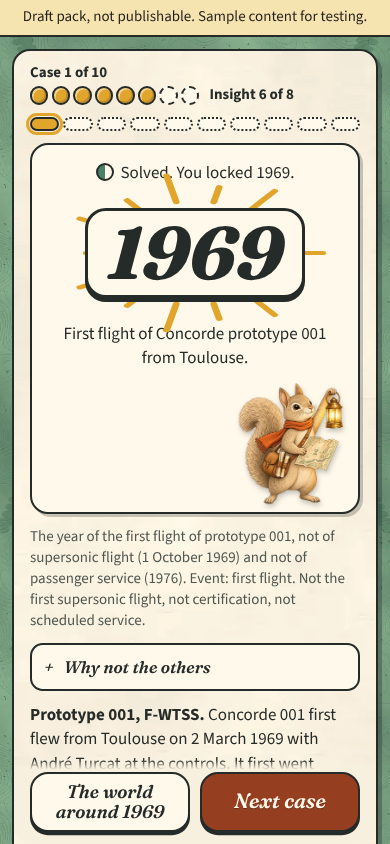 Draft pack, not publishable. Sample content for testing.
Case 1 of 10
Insight 6 of 8
Solved. You locked 1969.
1969
First flight of Concorde prototype 001
from Toulouse.
The year of the first flight of prototype 001, not of
supersonic flight (1 October 1969) and not of
passenger service (1976). Event: first flight. Not the
first supersonic flight, not certification, not
scheduled service.
+ Why not the others
Prototype 001, F-WTSS. Concorde 001 first
flew from Toulouse on 2 March 1969 with
André Turcat at the controls. It first went
The world
around 1969
Next case